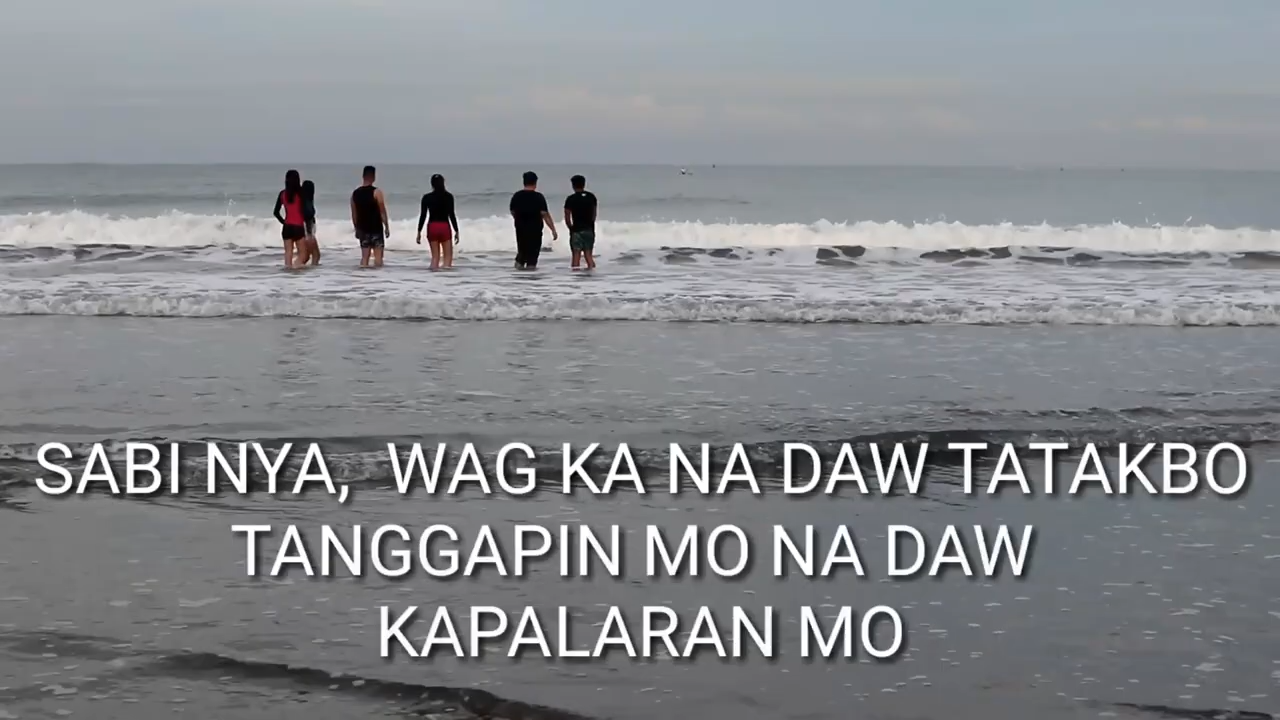 SABI NYA, WAG KA NA DAW TATAKBO
TANGGAPIN MO NA DAW
KAPALARAN MO